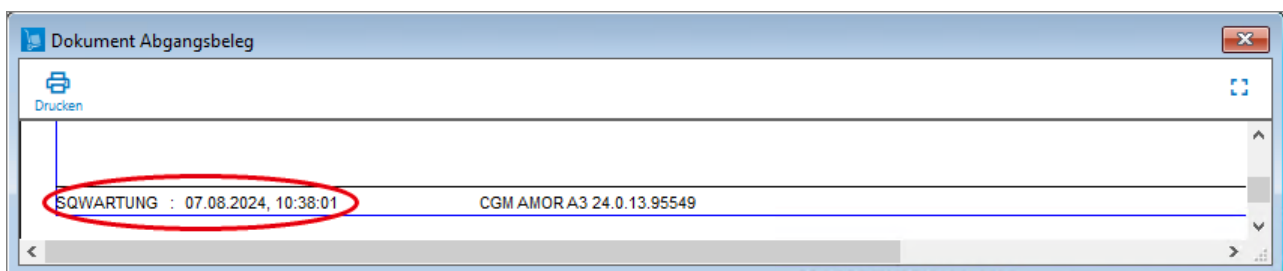 Dokument Abgangsbeleg
Drucken
SQWARTUNG : 07.08.2024, 10:38:01 CGM AMOR A3 24.0.13.95549